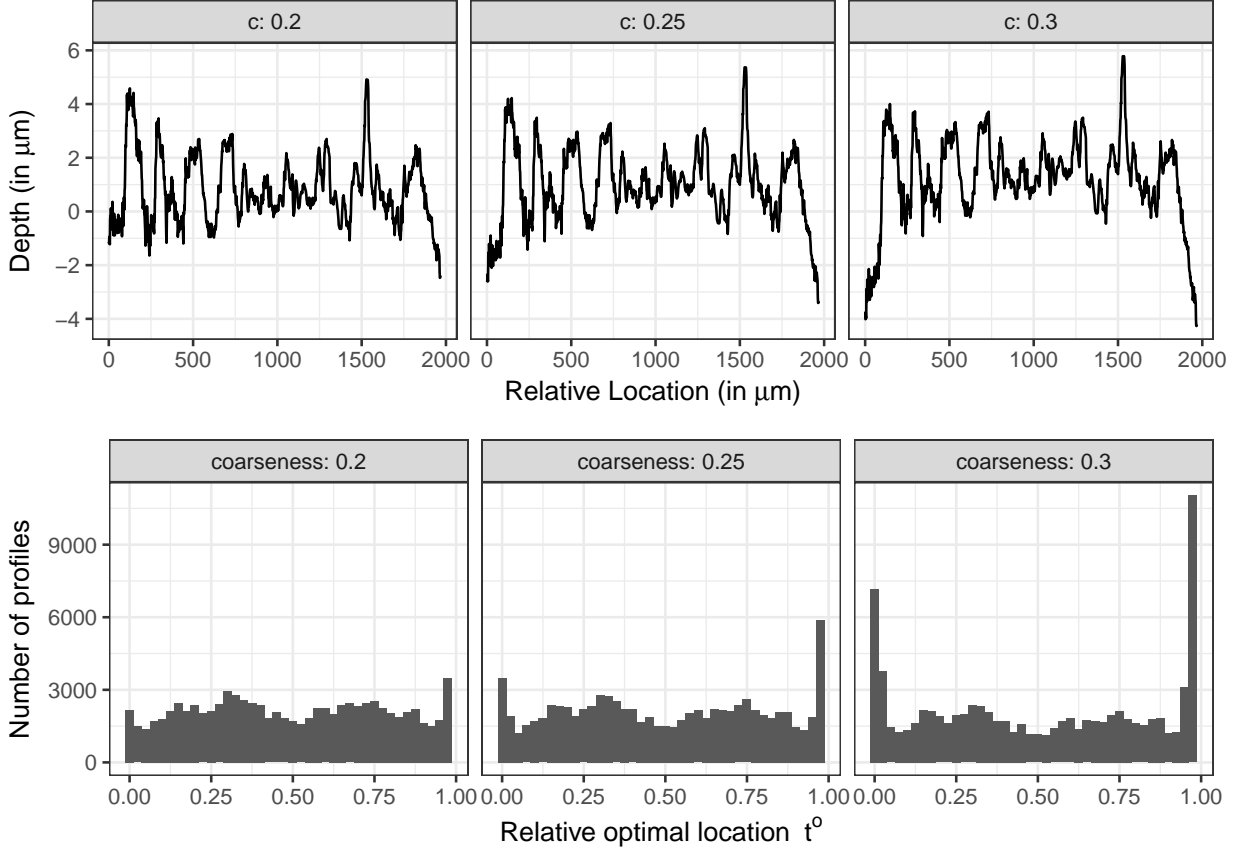 c: 0.2 c: 0.25 c: 0.3
6
4
2
0
−2
−4
Depth (in μm)
0 500 1000 1500 2000 0 500 1000 1500 2000 0 500 1000 1500 2000
Relative Location (in μm)
coarseness: 0.2 coarseness: 0.25 coarseness: 0.3
9000
6000
3000
0
Number of profiles
0.00 0.25 0.50 0.75 1.00 0.00 0.25 0.50 0.75 1.00 0.00 0.25 0.50 0.75 1.00
Relative optimal location t^o